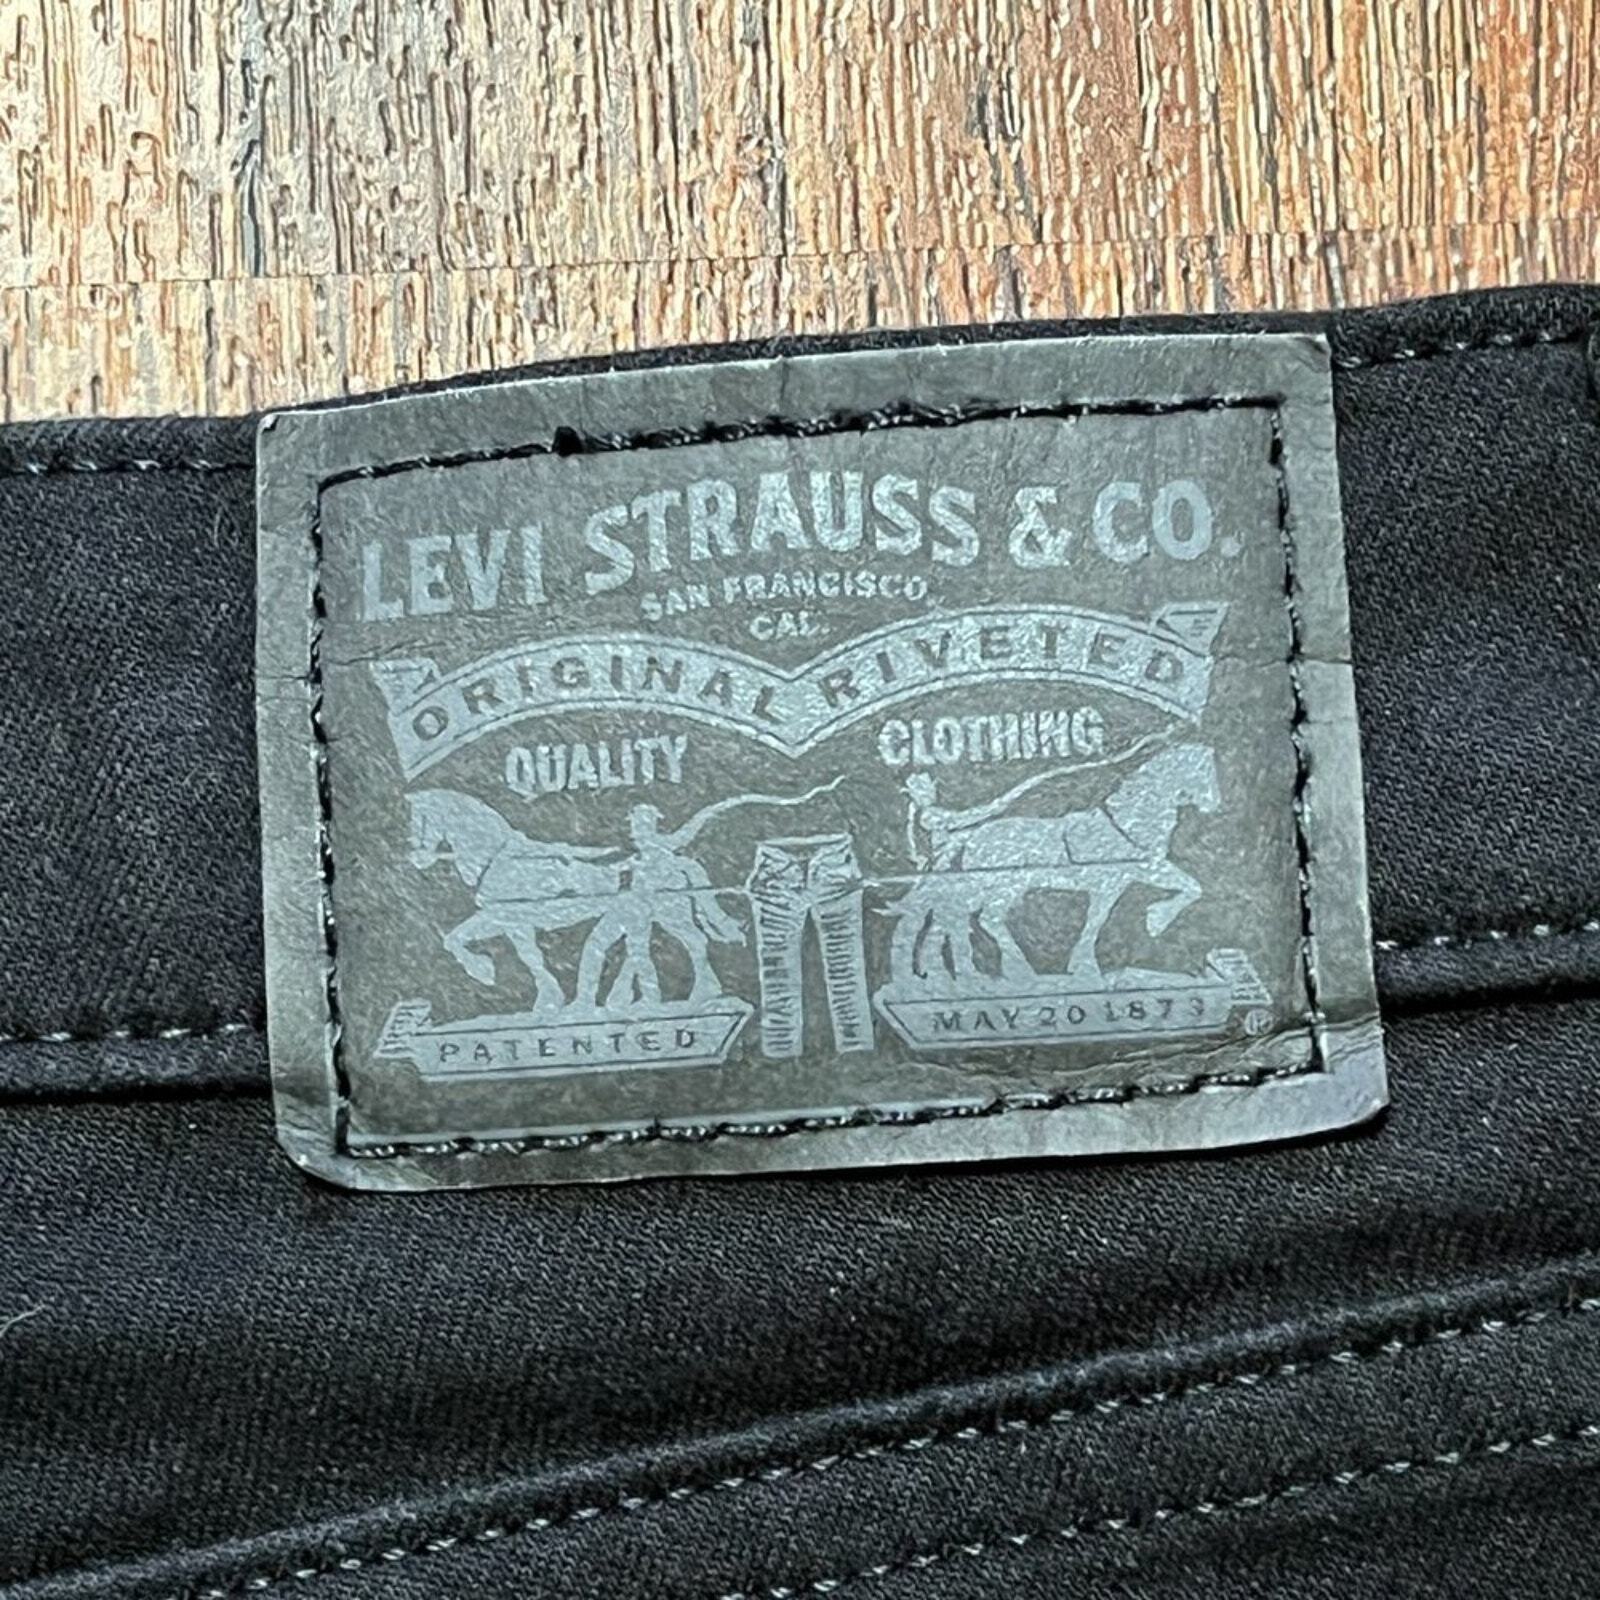 LEVI STRAUSS & CO.
SAN FRANCISCO,
CAL.
ORIGINAL RIVETED
QUALITY CLOTHING
PATENTED MAY 20 1873 ®